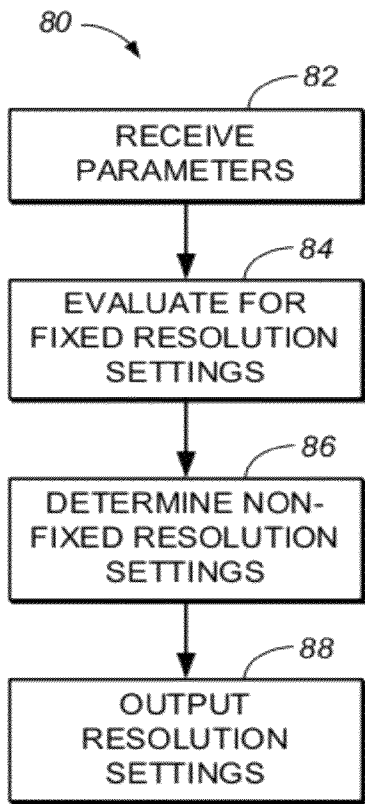 80
82
RECEIVE
PARAMETERS
84
EVALUATE FOR
FIXED RESOLUTION
SETTINGS
86
DETERMINE NON-
FIXED RESOLUTION
SETTINGS
88
OUTPUT
RESOLUTION
SETTINGS